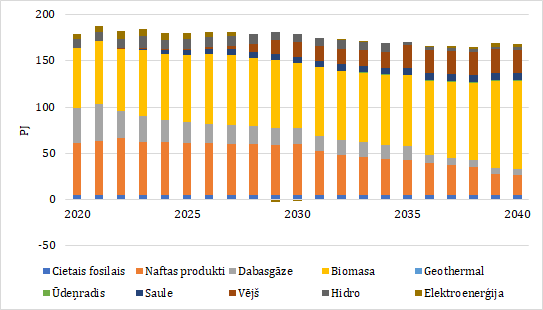 200
150
100
50
0
-50
PJ
2020 2025 2030 2035 2040
Cietais fosilais Naftas produkti Dabasgāze Biomasa Geothermal
Ūdeņradis Saule Vējš Hidro Elektroenerģija